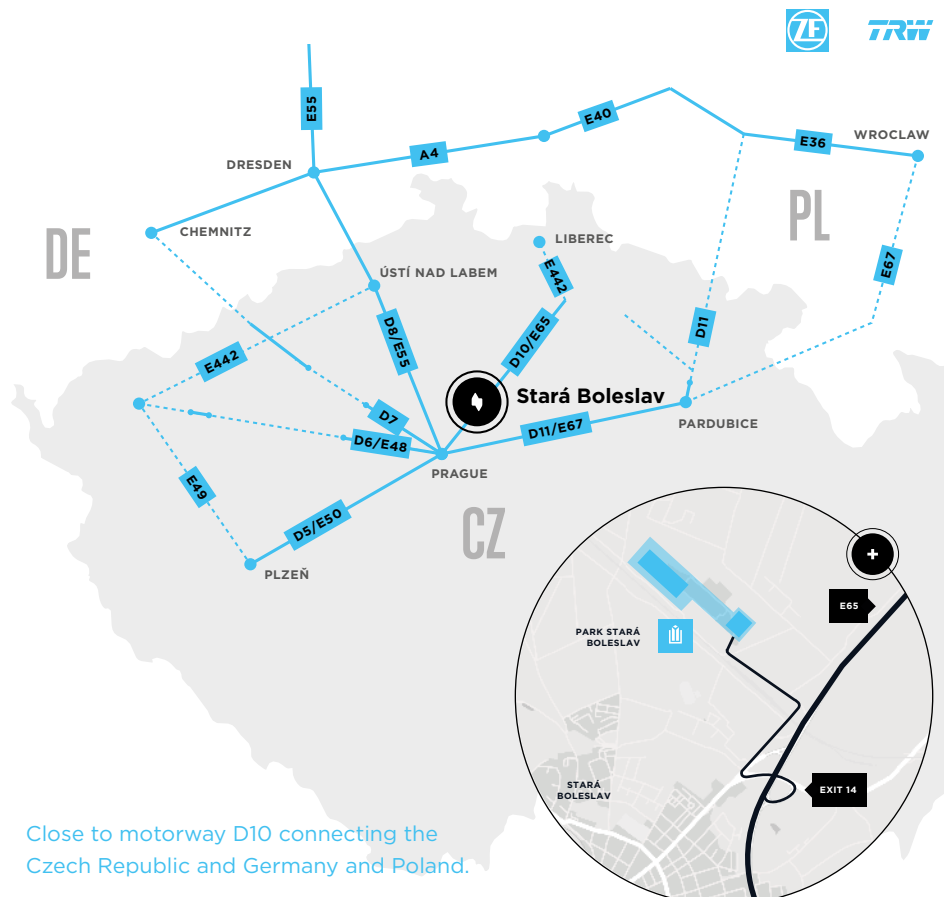 ZF
TRW
E55
E40
A4
E36
WROCLAW
DRESDEN
PL
CHEMNITZ
LIBEREC
DE
E67
ÚSTÍ NAD LABEM
E442
D11
D8/E55
D10/E65
E442
Stará Boleslav
D7
PARDUBICE
D11/E67
D6/E48
PRAGUE
E49
D5/E50
CZ
PLZEŇ
+
E65
PARK STARÁ
BOLESLAV
STARÁ
BOLESLAV
EXIT 14
Close to motorway D10 connecting the
Czech Republic and Germany and Poland.